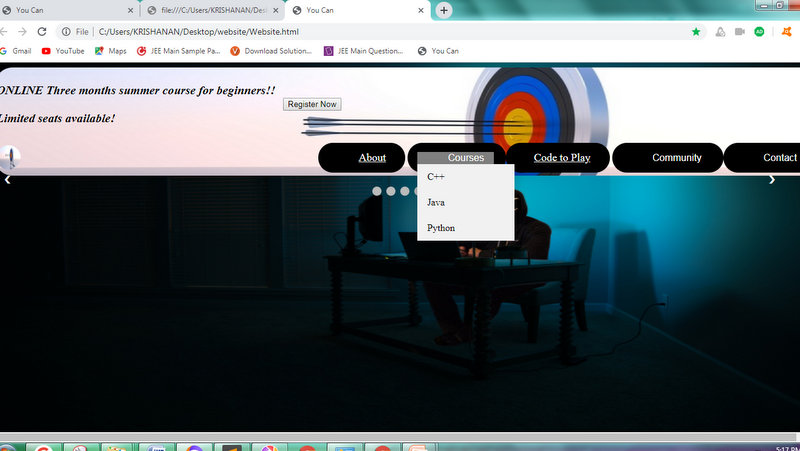 You Can
file:///C:/Users/KRISHANAN/Des
You Can
File
C:/Users/KRISHANAN/Desktop/website/Website.html
Gmail
YouTube
Maps
JEE Main Sample Pa...
Download Solution...
JEE Main Question...
You Can
ONLINE Three months summer course for beginners!!
Register Now
Limited seats available!
About
Courses
Code to Play
Community
Contact
C++
Java
Python
5:17 PM